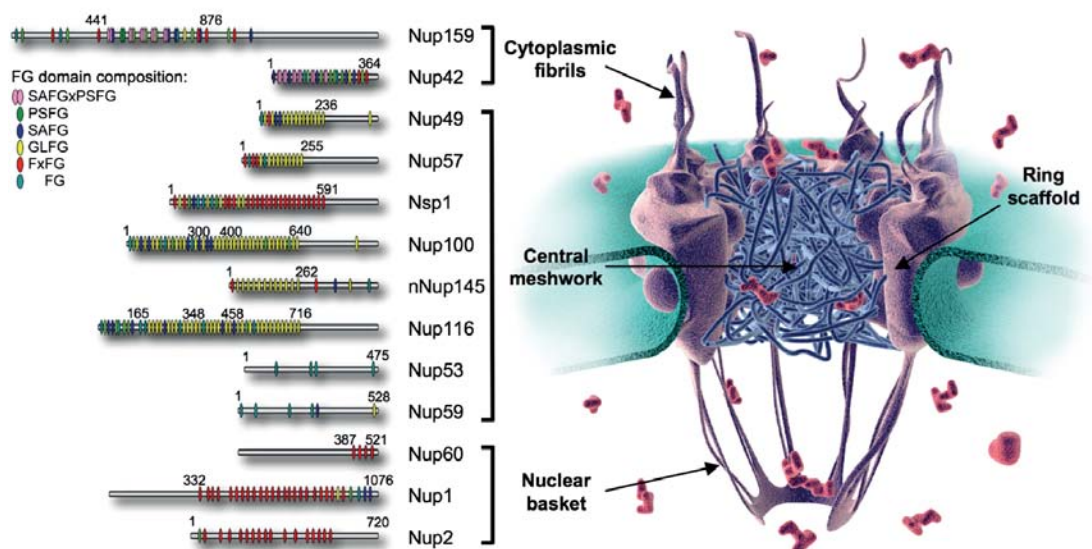 441 876
Nup159
1 364
Nup42
FG domain composition:
SAFGxPSFG
PSFG
SAFG
GLFG
FxFG
FG
1 236
Nup49
1 255
Nup57
1 591
Nsp1
1 300 400 640
Nup100
1 262
nNup145
165 348 458 716
Nup116
1 475
Nup53
1 528
Nup59
387 521
Nup60
332 1076
Nup1
1 720
Nup2
Cytoplasmic
fibrils
Ring
scaffold
Central
meshwork
Nuclear
basket